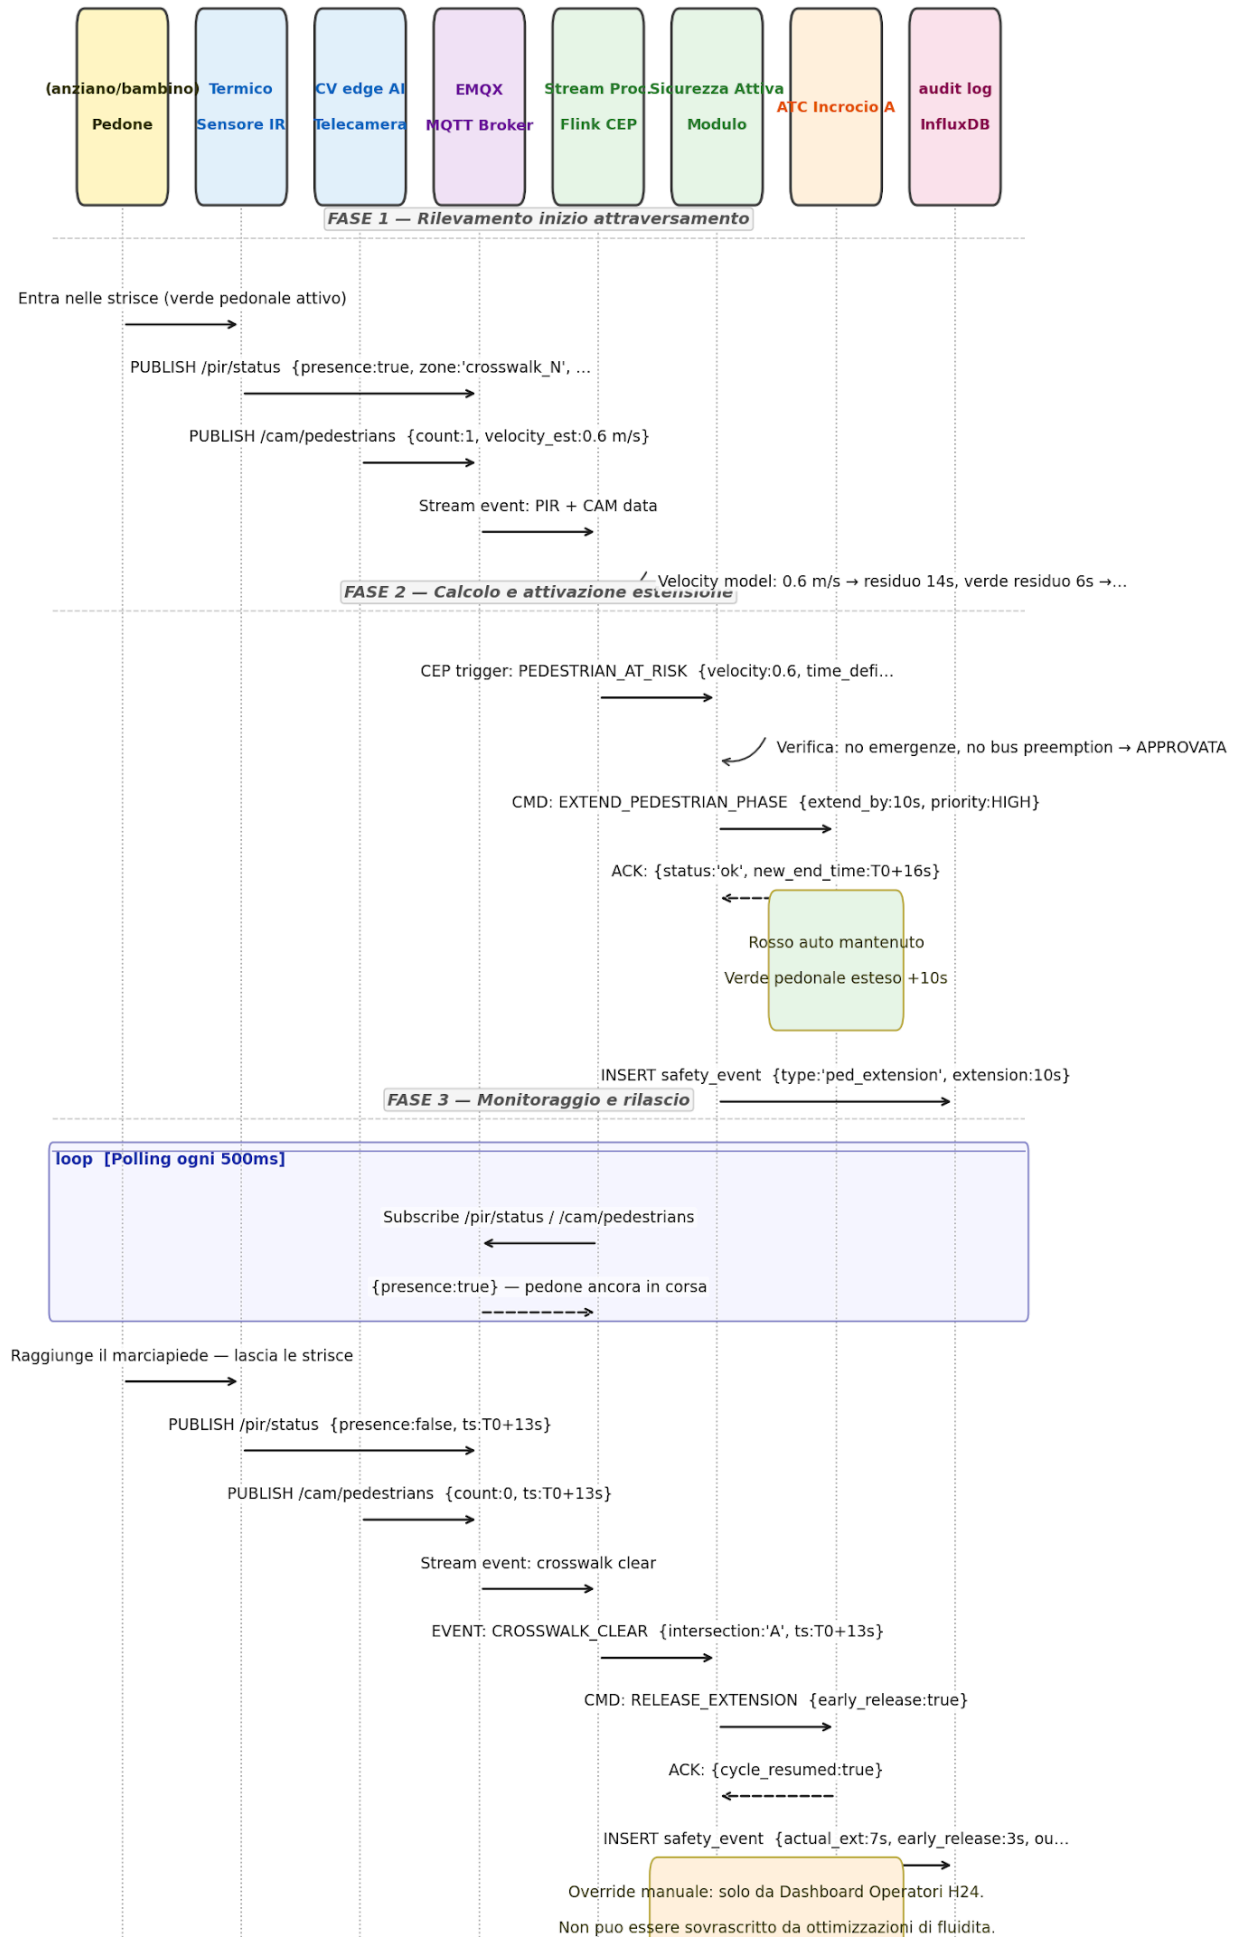 (anziano/bambino)
Pedone
Termico
Sensore IR
CV edge AI
Telecamera
EMQX
MQTT Broker
Stream Proc.
Flink CEP
Sicurezza Attiva
Modulo
ATC Incrocio A
audit log
InfluxDB
FASE 1 — Rilevamento inizio attraversamento
Entra nelle strisce (verde pedonale attivo)
PUBLISH /pir/status {presence:true, zone:'crosswalk_N', …
PUBLISH /cam/pedestrians {count:1, velocity_est:0.6 m/s}
Stream event: PIR + CAM data
Velocity model: 0.6 m/s → residuo 14s, verde residuo 6s →…
FASE 2 — Calcolo e attivazione estensione
CEP trigger: PEDESTRIAN_AT_RISK {velocity:0.6, time_defi…
Verifica: no emergenze, no bus preemption → APPROVATA
CMD: EXTEND_PEDESTRIAN_PHASE {extend_by:10s, priority:HIGH}
ACK: {status:'ok', new_end_time:T0+16s}
Rosso auto mantenuto
Verde pedonale esteso +10s
INSERT safety_event {type:'ped_extension', extension:10s}
FASE 3 — Monitoraggio e rilascio
loop [Polling ogni 500ms]
Subscribe /pir/status / /cam/pedestrians
{presence:true} — pedone ancora in corsa
Raggiunge il marciapiede — lascia le strisce
PUBLISH /pir/status {presence:false, ts:T0+13s}
PUBLISH /cam/pedestrians {count:0, ts:T0+13s}
Stream event: crosswalk clear
EVENT: CROSSWALK_CLEAR {intersection:'A', ts:T0+13s}
CMD: RELEASE_EXTENSION {early_release:true}
ACK: {cycle_resumed:true}
INSERT safety_event {actual_ext:7s, early_release:3s, ou…
Override manuale: solo da Dashboard Operatori H24.
Non puo essere sovrascritto da ottimizzazioni di fluidita.